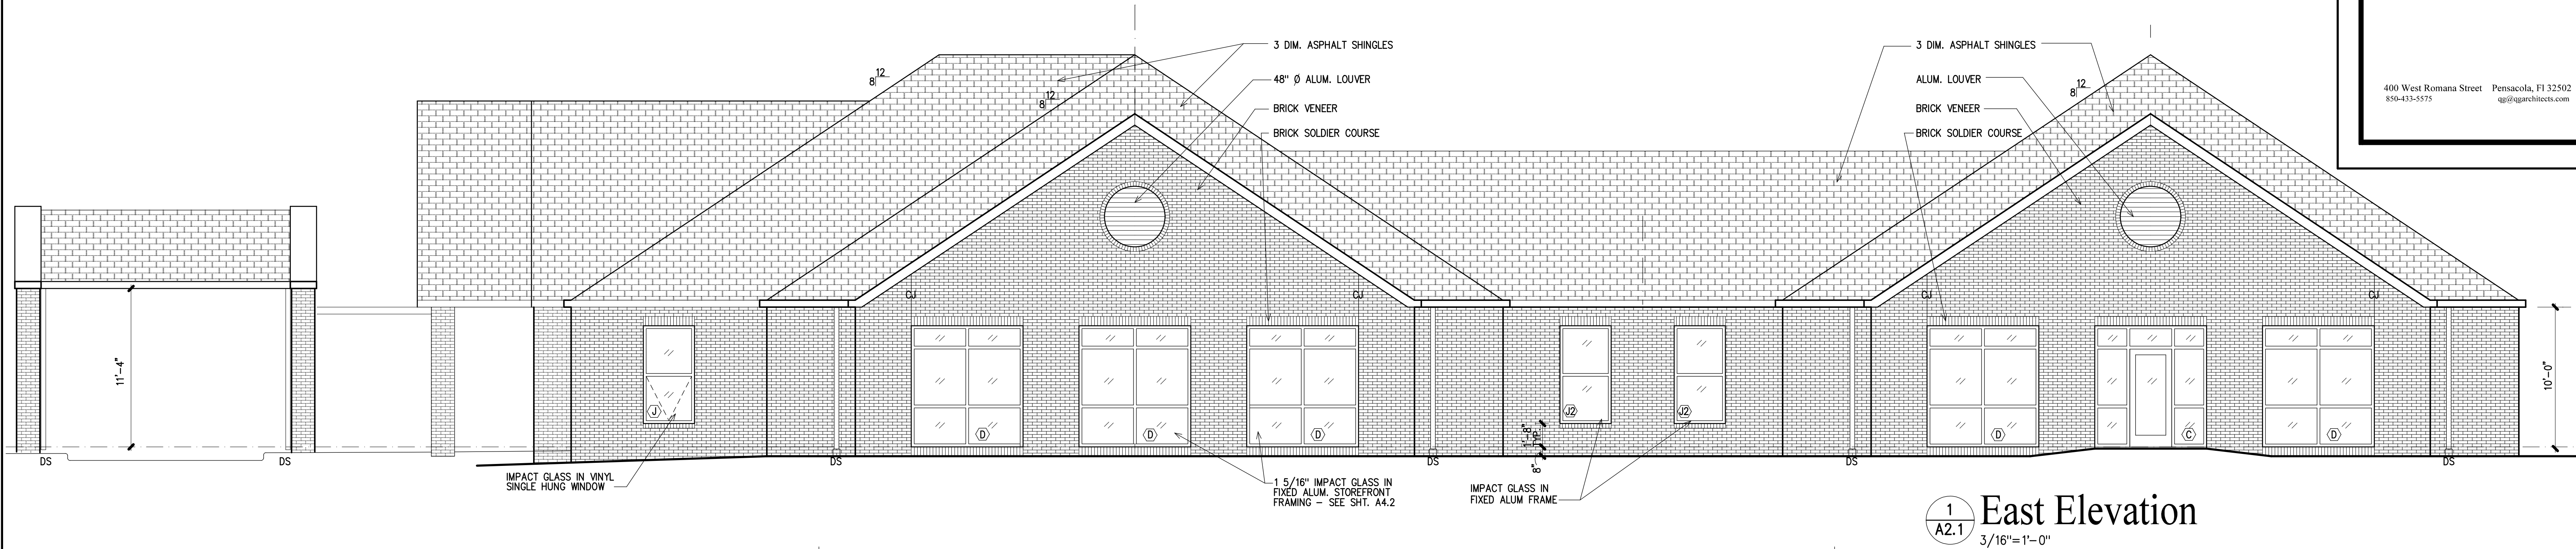 3 DIM. ASPHALT SHINGLES
48" Ø ALUM. LOUVER
BRICK VENEER
BRICK SOLDIER COURSE
12
8
12
8
3 DIM. ASPHALT SHINGLES
ALUM. LOUVER
BRICK VENEER
BRICK SOLDIER COURSE
12
8
400 West Romana Street Pensacola, Fl 32502
850-433-5575 qg@qgarchitects.com
CJ
CJ
CJ
CJ
11'-4"
10'-0"
J
D
D
D
J2
J2
D
C
D
1'-8"
TYP.
8"
DS
DS
DS
DS
DS
DS
IMPACT GLASS IN VINYL
SINGLE HUNG WINDOW
1 5/16" IMPACT GLASS IN
FIXED ALUM. STOREFRONT
FRAMING – SEE SHT. A4.2
IMPACT GLASS IN
FIXED ALUM FRAME
1
A2.1
East Elevation
3/16"=1'-0"